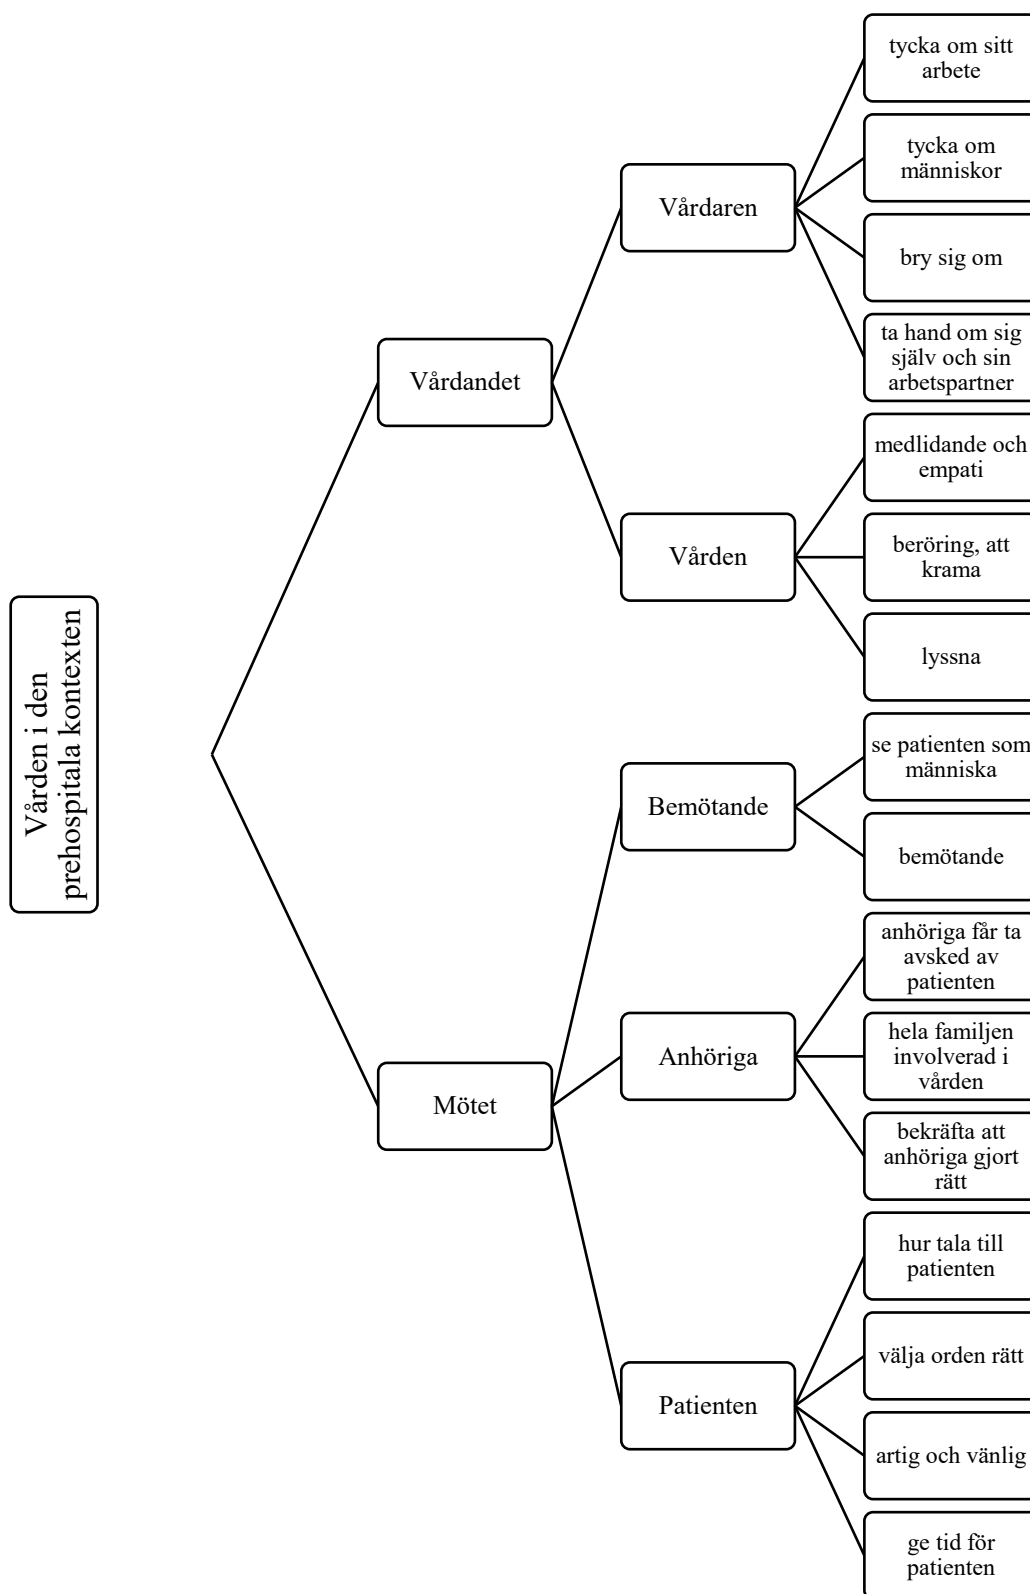 Vården i den
prehospitala kontexten
Vårdandet
Vårdaren
tycka om sitt
arbete
tycka om
människor
bry sig om
ta hand om sig
själv och sin
arbetspartner
Vården
medlidande och
empati
beröring, att
krama
lyssna
Mötet
Bemötande
se patienten som
människa
bemötande
Anhöriga
anhöriga får ta
avsked av
patienten
hela familjen
involverad i
vården
bekräfta att
anhöriga gjort
rätt
Patienten
hur tala till
patienten
välja orden rätt
artig och vänlig
ge tid för
patienten